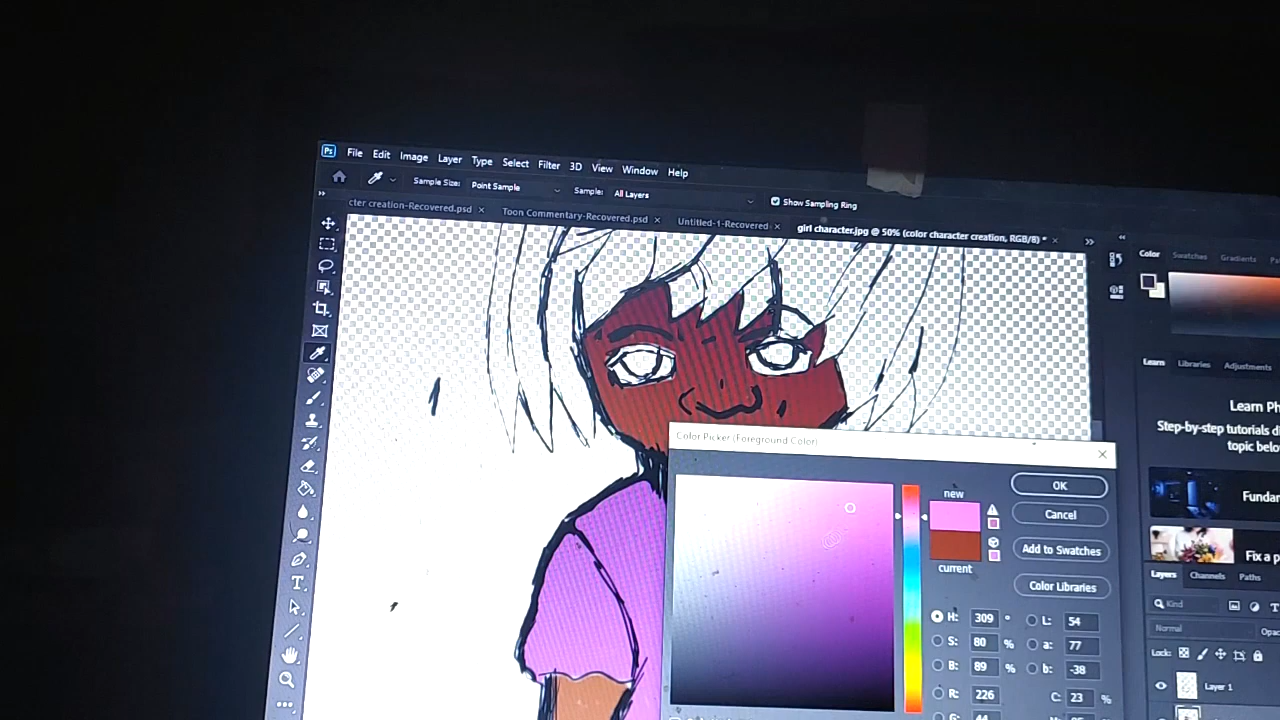 Ps File Edit Image Layer Type Select Filter 3D View Window Help
Sample Size: Point Sample Sample: All Layers Show Sampling Ring
cter creation-Recovered.psd × Toon Commentary-Recovered.psd × Untitled-1-Recovered × girl character.jpg @ 50% (color character creation, RGB/8) * ×
Color Swatches Gradients
Learn Libraries Adjustments
Learn Ph
Step-by-step tutorials di
topic belo
Fundar
Fix a p
Color Picker (Foreground Color)
new
current
OK
Cancel
Add to Swatches
Color Libraries
H: 309 ° L: 54
S: 80 % a: 77
B: 89 % b: -38
R: 226 C: 23 %
Layers Channels Paths
Kind
Normal Opac
Lock:
Layer 1